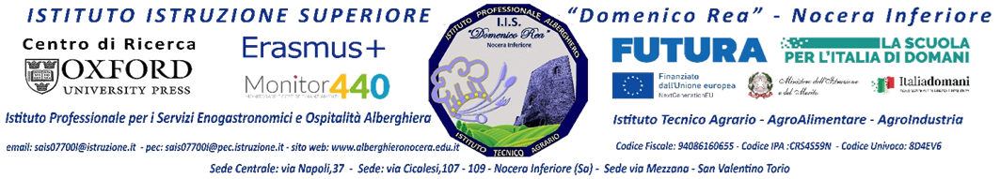 ISTITUTO ISTRUZIONE SUPERIORE
"Domenico Rea" - Nocera Inferiore
Centro di Ricerca
OXFORD
UNIVERSITY PRESS
Erasmus+
Monitor440
ISTITUTO PROFESSIONALE ALBERGHIERO
I.I.S.
"Domenico Rea"
Nocera Inferiore
ISTITUTO TECNICO AGRARIO
FUTURA
LA SCUOLA
PER L'ITALIA DI DOMANI
Finanziato
dall'Unione europea
NextGenerationEU
Ministero dell'Istruzione
e del Merito
Italiadomani
Istituto Professionale per i Servizi Enogastronomici e Ospitalità Alberghiera
Istituto Tecnico Agrario - AgroAlimentare - AgroIndustria
email: sais07700l@istruzione.it - pec: sais07700l@pec.istruzione.it - sito web: www.alberghieronocera.edu.it
Codice Fiscale: 94086160655 - Codice IPA :CRS4S59N - Codice Univoco: 8D4EV6
Sede Centrale: via Napoli,37 - Sede: via Cicalesi,107 - 109 - Nocera Inferiore (Sa) - Sede via Mezzana - San Valentino Torio